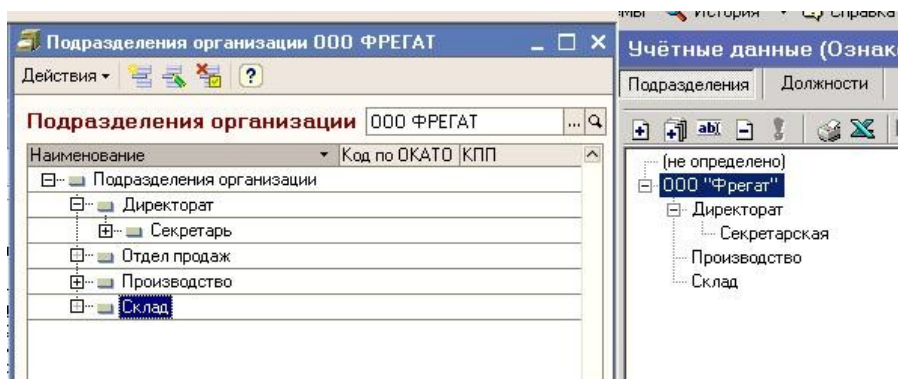 Подразделения организации ООО ФРЕГАТ
Действия
Подразделения организации ООО ФРЕГАТ ...
Наименование Код по ОКАТО КПП
Подразделения организации
Директорат
Секретарь
Отдел продаж
Производство
Склад
История Справка
Учётные данные (Ознак
Подразделения Должности
(не определено)
ООО "Фрегат"
Директорат
Секретарская
Производство
Склад